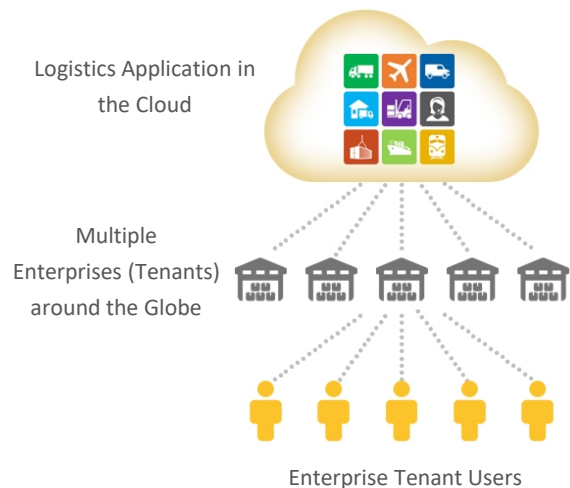 Logistics Application in
the Cloud
Multiple
Enterprises (Tenants)
around the Globe
Enterprise Tenant Users